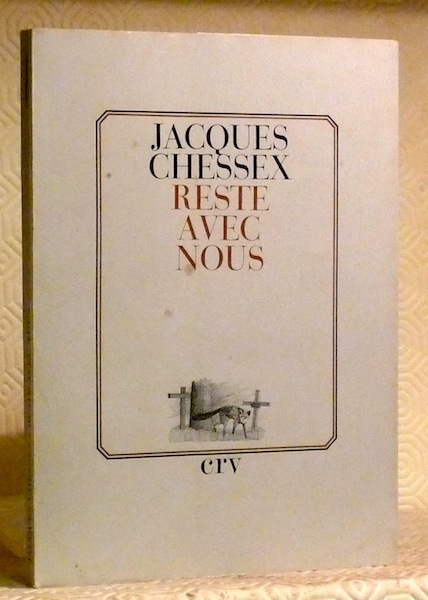 JACQUES
CHESSEX
RESTE
AVEC
NOUS
crv